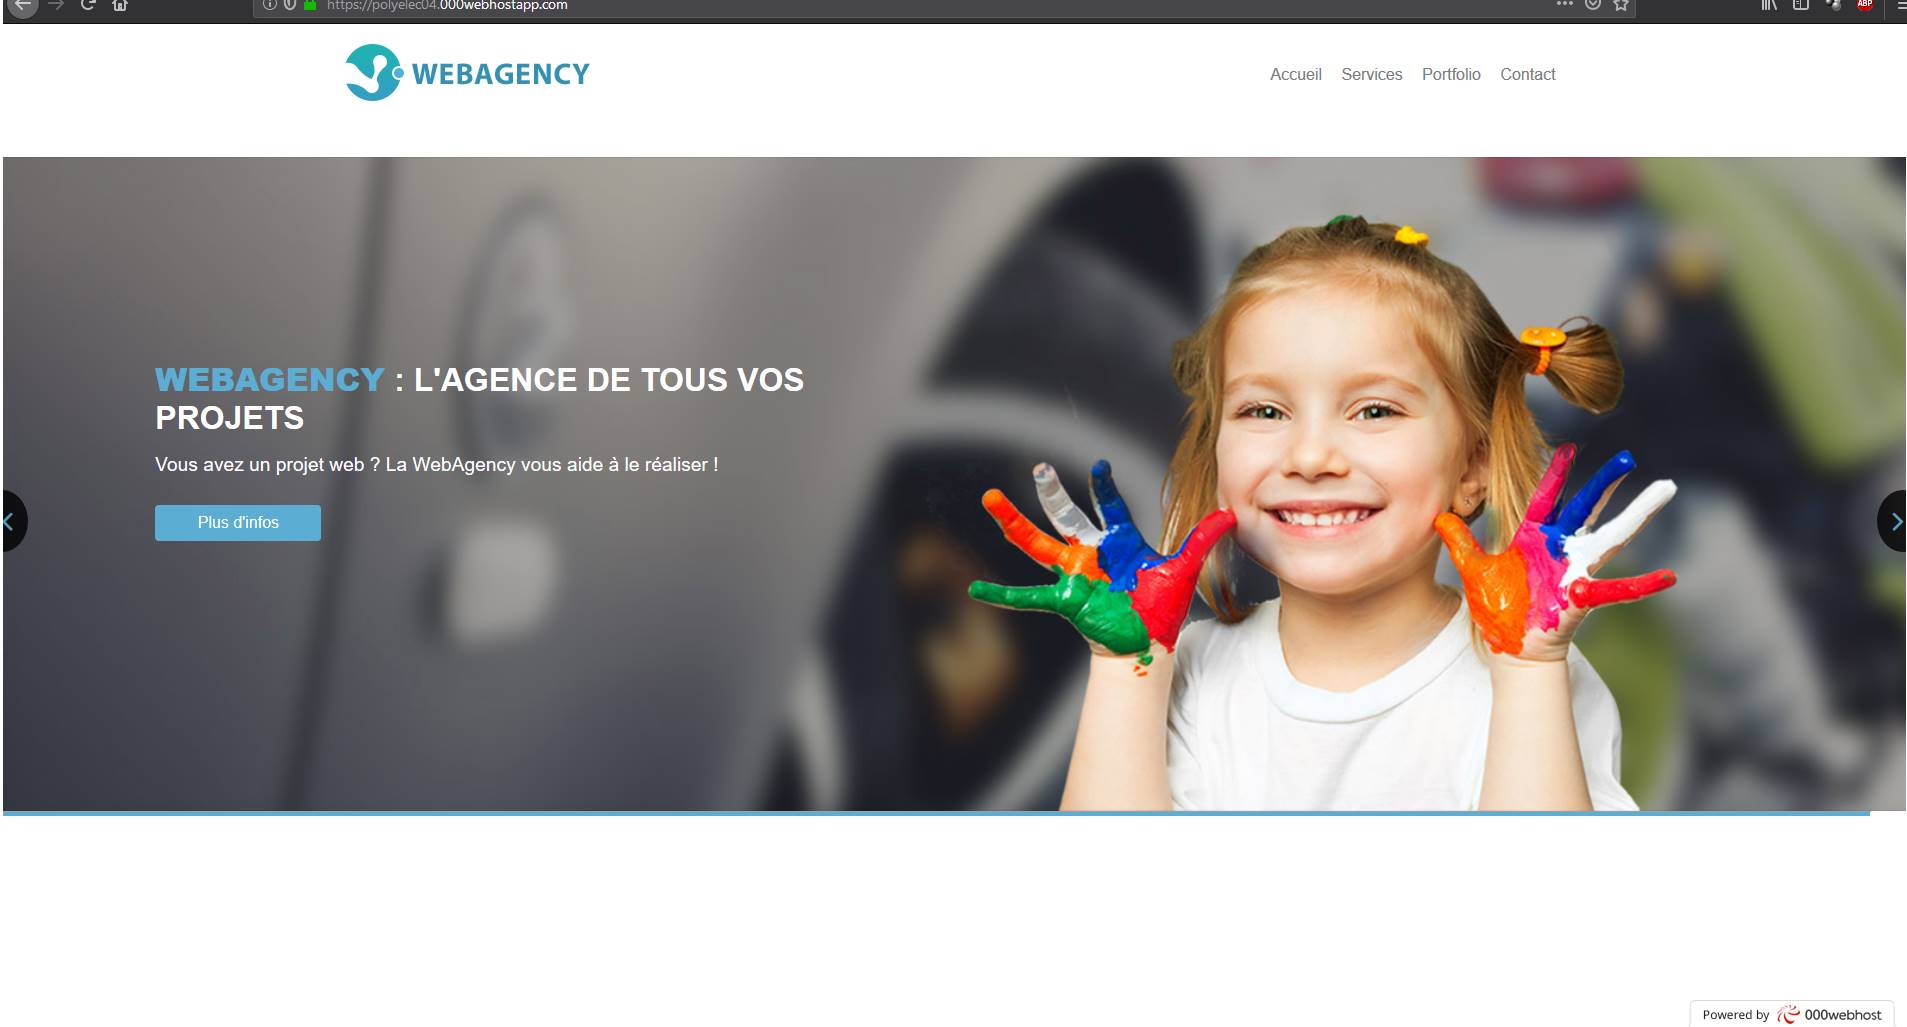 https://polyelec04.000webhostapp.com
ABP
WEBAGENCY
Accueil Services Portfolio Contact
WEBAGENCY : L'AGENCE DE TOUS VOS
PROJETS
Vous avez un projet web ? La WebAgency vous aide à le réaliser !
Plus d'infos
Powered by 000webhost